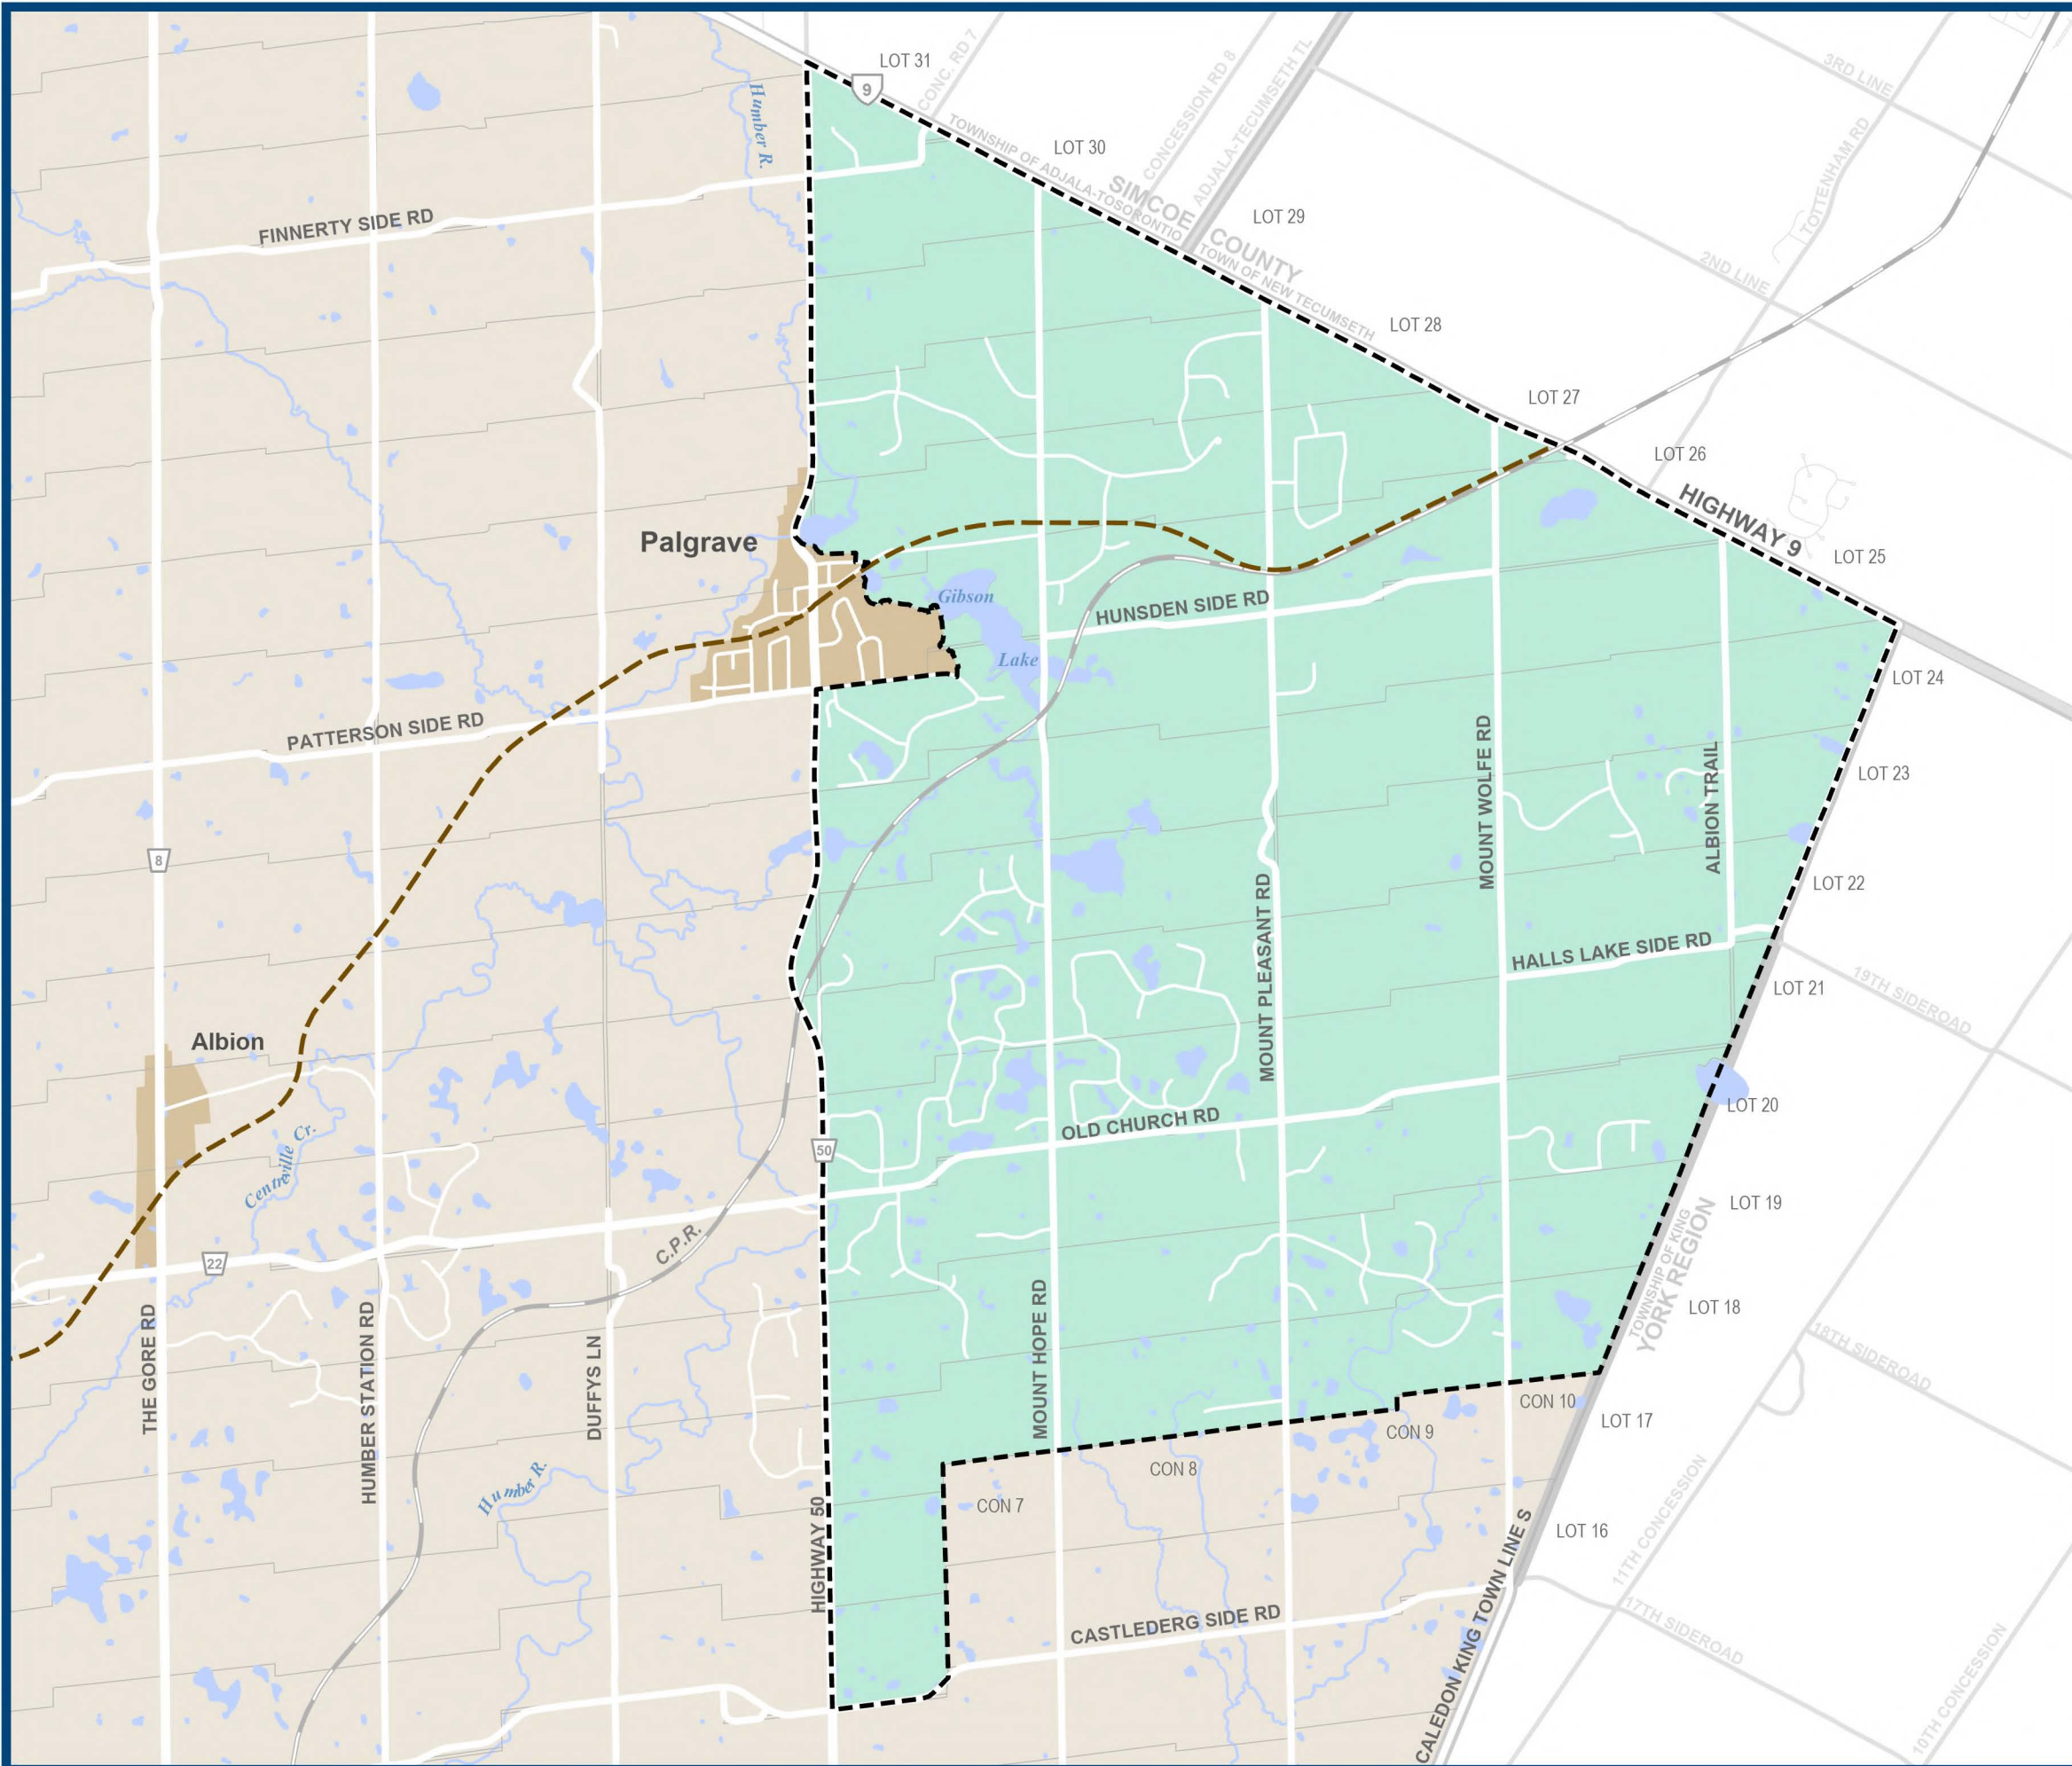 LOT 31
9
CONC. RD 7
CONCESSION RD 8
ADJALA-TECUMSETH TL
3RD LINE
Humber R.
TOWNSHIP OF ADJALA-TOSORONTIO
LOT 30
SIMCOE COUNTY
TOWN OF NEW TECUMSETH
LOT 29
TOTTENHAM RD
FINNERTY SIDE RD
2ND LINE
LOT 28
LOT 27
LOT 26
HIGHWAY 9
LOT 25
Palgrave
Gibson
Lake
HUNSDEN SIDE RD
LOT 24
PATTERSON SIDE RD
MOUNT WOLFE RD
ALBION TRAIL
LOT 23
8
LOT 22
MOUNT PLEASANT RD
HALLS LAKE SIDE RD
LOT 21
19TH SIDEROAD
Albion
LOT 20
OLD CHURCH RD
50
Centreville Cr.
LOT 19
C.P.R.
22
TOWNSHIP OF KING
YORK REGION
LOT 18
18TH SIDEROAD
THE GORE RD
HUMBER STATION RD
DUFFYS LN
MOUNT HOPE RD
CON 10
LOT 17
CON 9
CON 8
CON 7
Humber R.
HIGHWAY 50
LOT 16
11TH CONCESSION
17TH SIDEROAD
CASTLEDERG SIDE RD
CALEDON KING TOWN LINE S
10TH CONCESSION